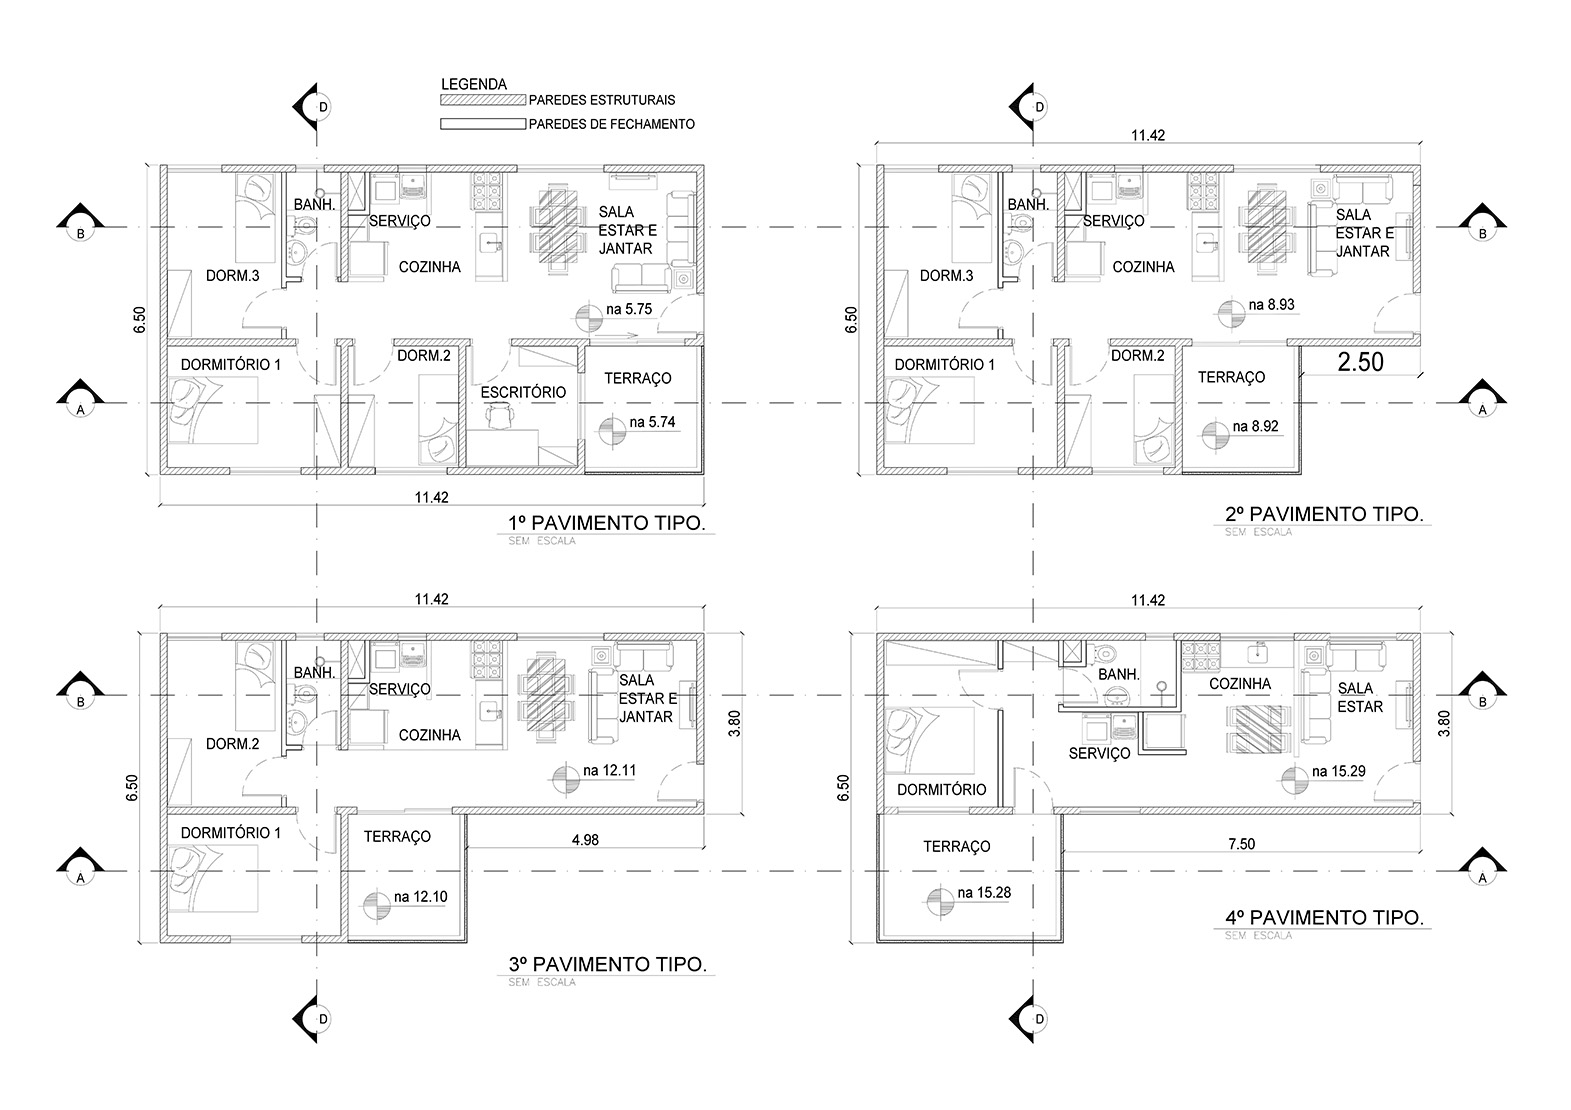 LEGENDA
PAREDES ESTRUTURAIS
PAREDES DE FECHAMENTO
D
D
11.42
B
B
A
A
6.50
BANH.
SERVIÇO
COZINHA
SALA
ESTAR E
JANTAR
DORM.3
na 5.75
DORMITÓRIO 1
DORM.2
ESCRITÓRIO
TERRAÇO
na 5.74
11.42
1º PAVIMENTO TIPO.
SEM ESCALA
6.50
BANH.
SERVIÇO
COZINHA
SALA
ESTAR E
JANTAR
DORM.3
na 8.93
DORMITÓRIO 1
DORM.2
TERRAÇO
2.50
na 8.92
2º PAVIMENTO TIPO.
SEM ESCALA
11.42
B
A
6.50
BANH.
SERVIÇO
COZINHA
SALA
ESTAR E
JANTAR
DORM.2
na 12.11
3.80
DORMITÓRIO 1
TERRAÇO
4.98
na 12.10
3º PAVIMENTO TIPO.
SEM ESCALA
D
11.42
B
A
6.50
BANH.
COZINHA
SALA
ESTAR
SERVIÇO
DORMITÓRIO
na 15.29
3.80
TERRAÇO
7.50
na 15.28
4º PAVIMENTO TIPO.
SEM ESCALA
D